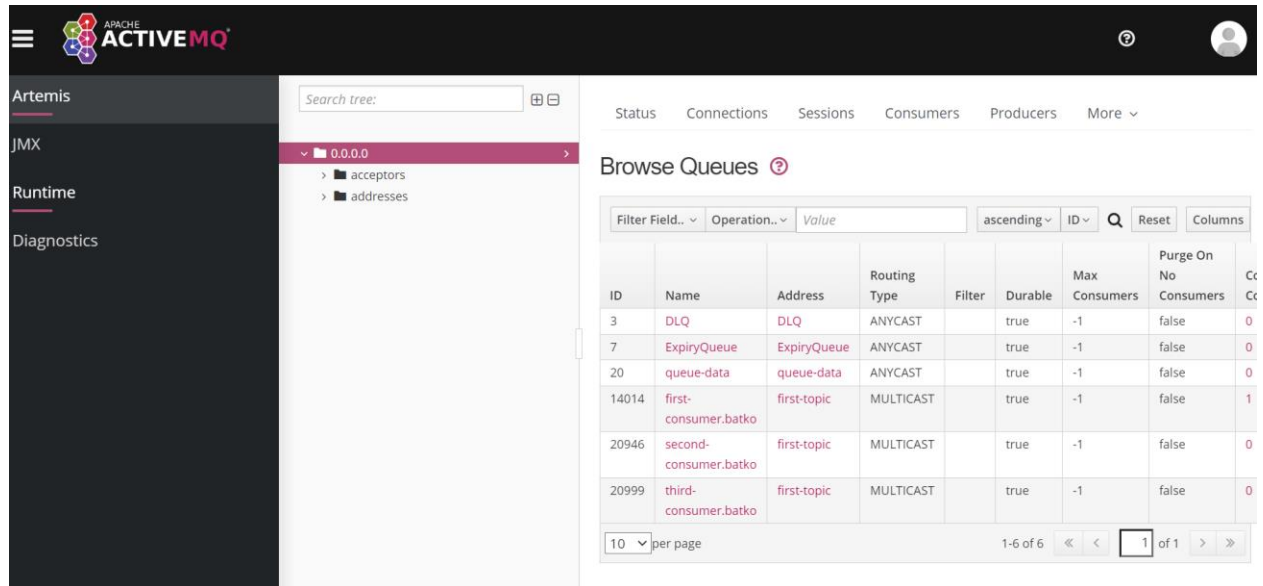 APACHE
ACTIVEMQ
Artemis
JMX
Runtime
Diagnostics
Search tree:
0.0.0.0
acceptors
addresses
Status Connections Sessions Consumers Producers More
Browse Queues
Filter Field.. Operation.. Value ascending ID Reset Columns
ID Name Address Routing Type Filter Durable Max Consumers Purge On No Consumers
3 DLQ DLQ ANYCAST true -1 false 0
7 ExpiryQueue ExpiryQueue ANYCAST true -1 false 0
20 queue-data queue-data ANYCAST true -1 false 0
14014 first- first-topic MULTICAST true -1 false 1
consumer.batko
20946 second- first-topic MULTICAST true -1 false 0
consumer.batko
20999 third- first-topic MULTICAST true -1 false 0
consumer.batko
10 per page 1-6 of 6 1 of 1